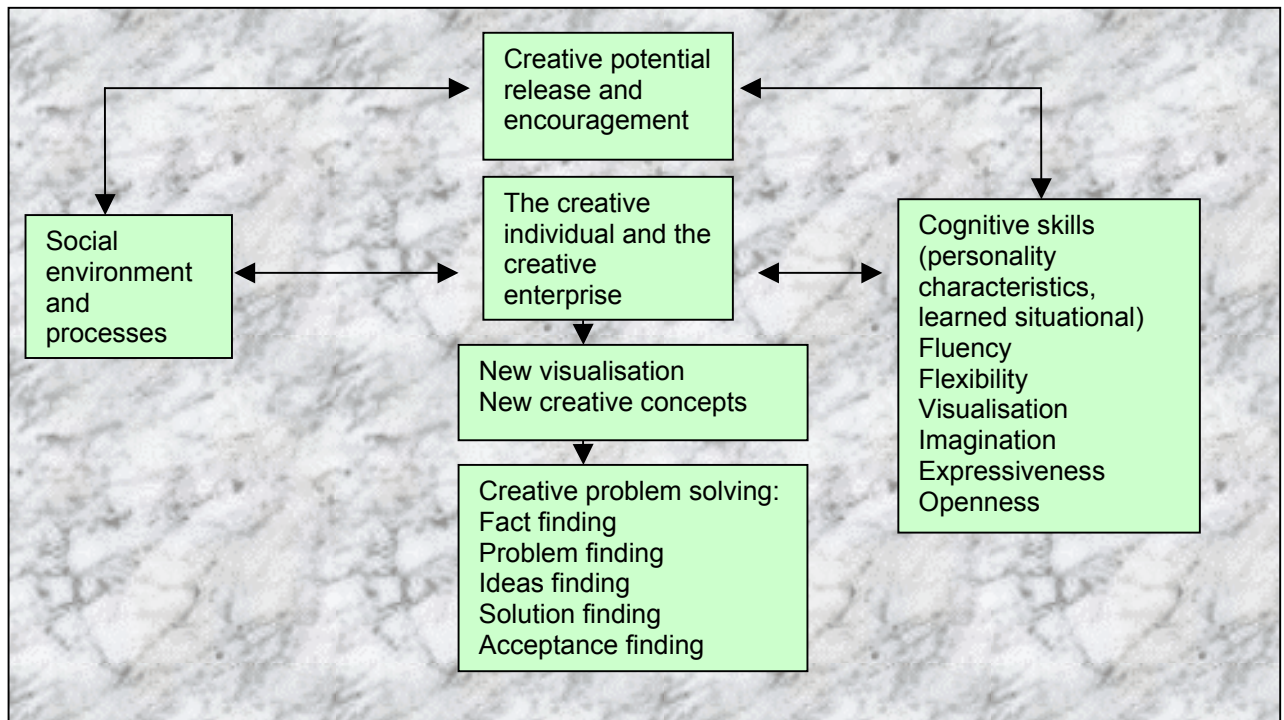 Creative potential
release and
encouragement
The creative
individual and the
creative
enterprise
Social
environment
and
processes
Cognitive skills
(personality
characteristics,
learned situational)
Fluency
Flexibility
Visualisation
Imagination
Expressiveness
Openness
New visualisation
New creative concepts
Creative problem solving:
Fact finding
Problem finding
Ideas finding
Solution finding
Acceptance finding